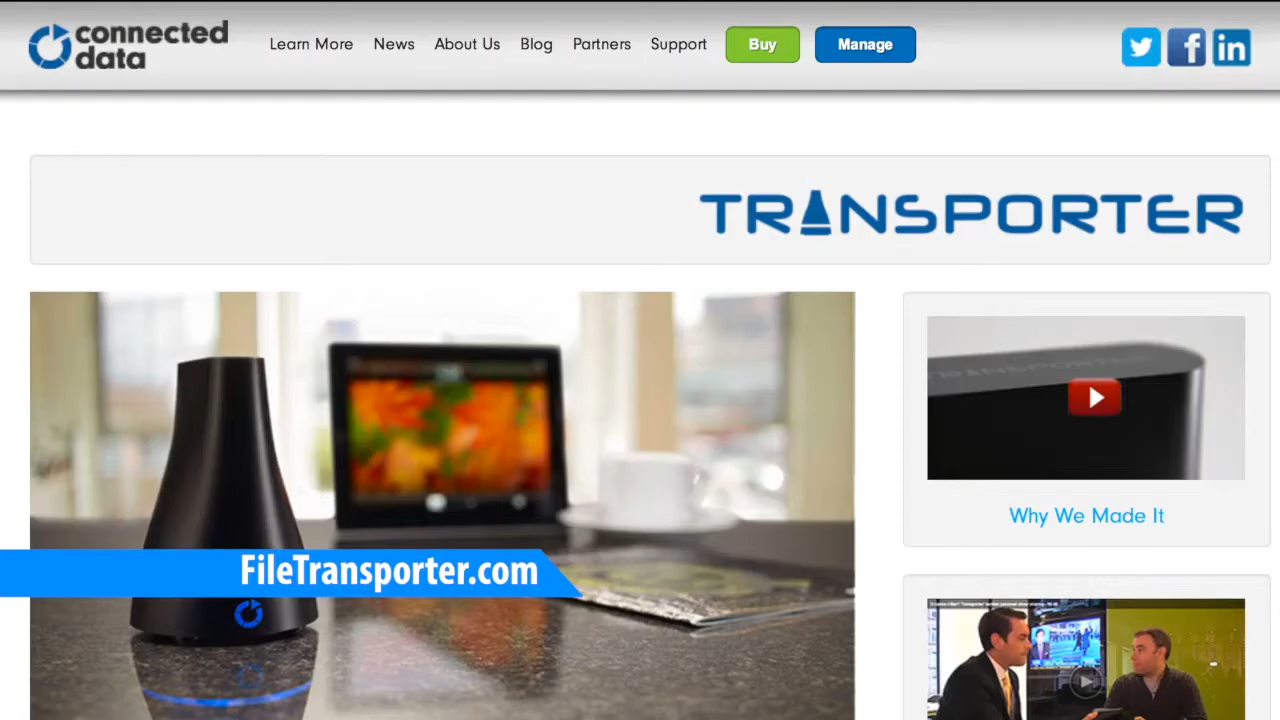 connected
data
Learn More
News
About Us
Blog
Partners
Support
Buy
Manage
TRANSPORTER
TRANSPORTER
Why We Made It
FileTransporter.com